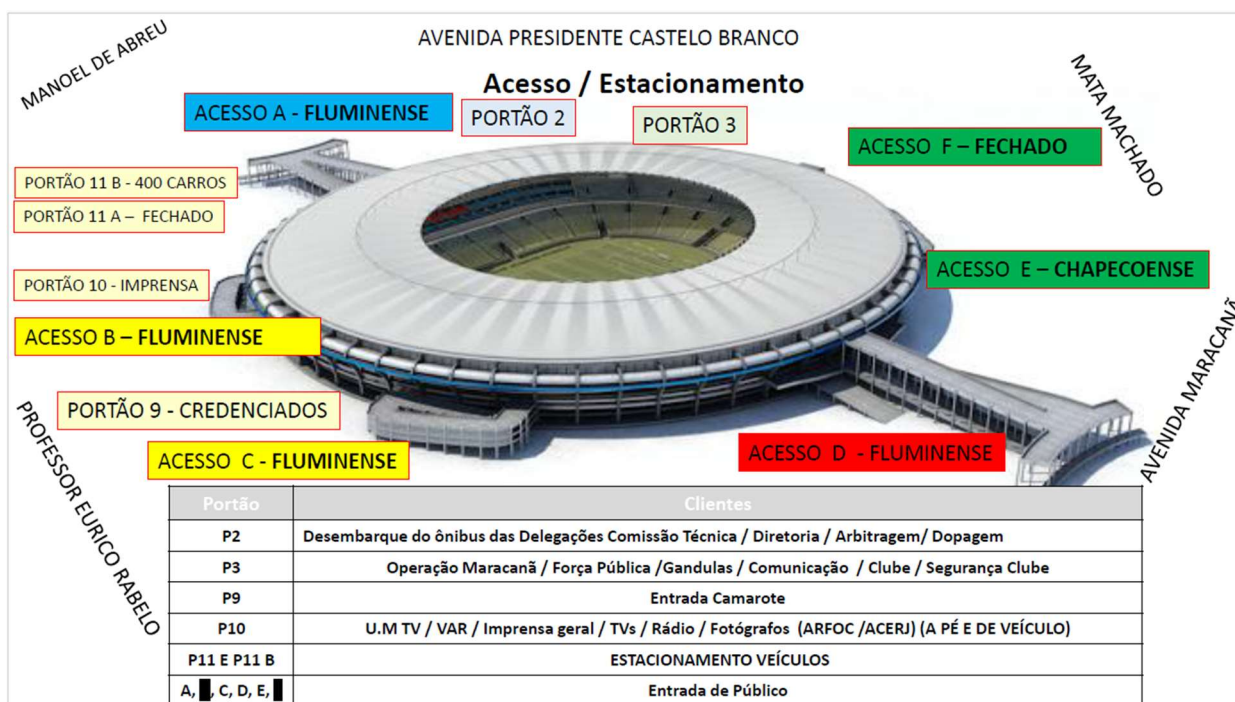 AVENIDA PRESIDENTE CASTELO BRANCO
MANOEL DE ABREU
MATA MACHADO
Acesso / Estacionamento
ACESSO A - FLUMINENSE
PORTÃO 2
PORTÃO 3
ACESSO F – FECHADO
PORTÃO 11 B - 400 CARROS
PORTÃO 11 A – FECHADO
ACESSO E – CHAPECOENSE
PORTÃO 10 - IMPRENSA
ACESSO B – FLUMINENSE
AVENIDA MARACANÃ
PORTÃO 9 - CREDENCIADOS
PROFESSOR EURICO RABELO
ACESSO C - FLUMINENSE
ACESSO D - FLUMINENSE
Portão Clientes
P2 Desembarque do ônibus das Delegações Comissão Técnica / Diretoria / Arbitragem/ Dopagem
P3 Operação Maracanã / Força Pública /Gandulas / Comunicação / Clube / Segurança Clube
P9 Entrada Camarote
P10 U.M TV / VAR / Imprensa geral / TVs / Rádio / Fotógrafos (ARFOC /ACERJ) (A PÉ E DE VEÍCULO)
P11 E P11 B ESTACIONAMENTO VEÍCULOS
A, , C, D, E, Entrada de Público